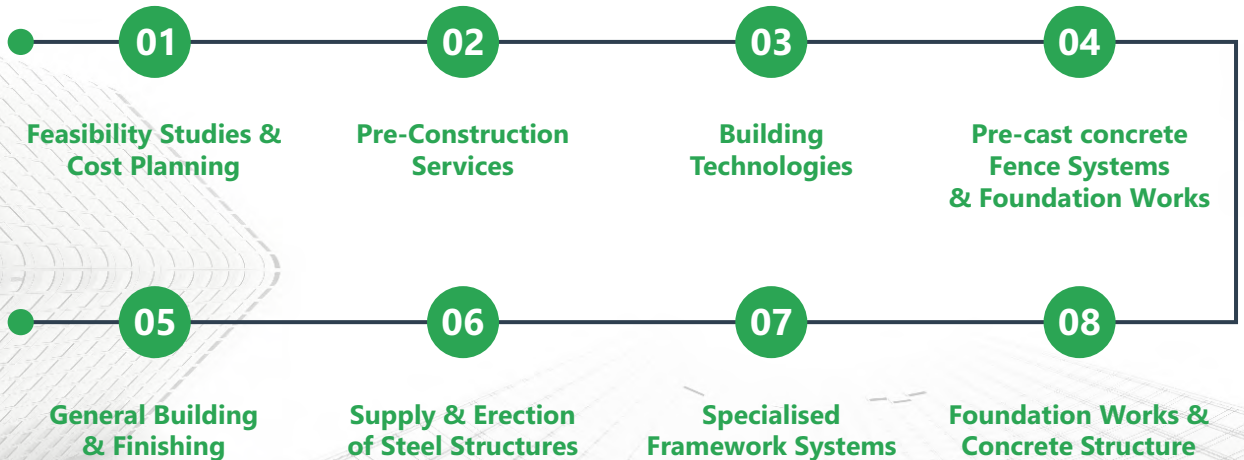 01
Feasibility Studies &
Cost Planning
02
Pre-Construction
Services
03
Building
Technologies
04
Pre-cast concrete
Fence Systems
& Foundation Works
05
General Building
& Finishing
06
Supply & Erection
of Steel Structures
07
Specialised
Framework Systems
08
Foundation Works &
Concrete Structure